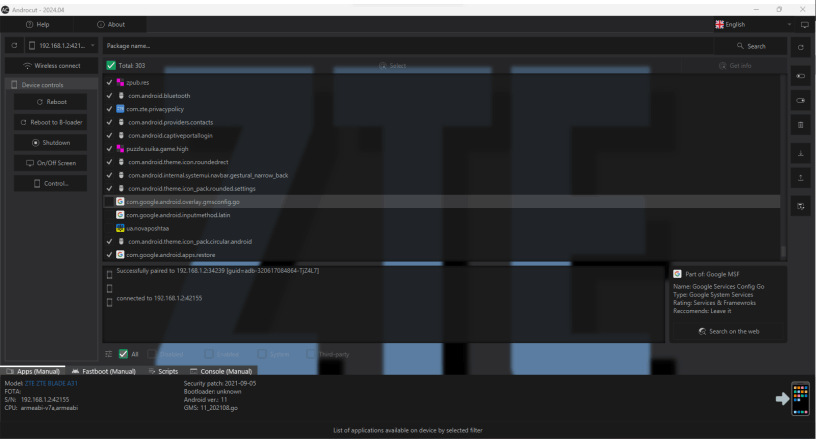 Androcut - 2024.04
Help
About
English
192.168.1.2:421...
Package name...
Search
Wireless connect
Total: 303
Select
Get info
Device controls
Reboot
Reboot to B-loader
Shutdown
On/Off Screen
Control...
zpub.res
com.android.bluetooth
com.zte.privacypolicy
com.android.providers.contacts
com.android.captiveportallogin
puzzle.suika.game.high
com.android.theme.icon.roundedrect
com.android.internal.systemui.navbar.gestural_narrow_back
com.android.theme.icon_pack.rounded.settings
com.google.android.overlay.gmsconfig.go
com.google.android.inputmethod.latin
ua.novaposhtaa
com.android.theme.icon_pack.circular.android
com.google.android.apps.restore
ZTE
Successfully paired to 192.168.1.2:34239 [guid=adb-320617084864-TjZ4L7]
connected to 192.168.1.2:42155
Part of: Google MSF
Name: Google Services Config Go
Type: Google System Services
Rating: Services & Framewroks
Reccomends: Leave it
Search on the web
All
Disabled
Enabled
System
Third-party
Apps (Manual)
Fastboot (Manual)
Scripts
Console (Manual)
Model: ZTE ZTE BLADE A31
FOTA:
S/N: 192.168.1.2:42155
CPU: armeabi-v7a,armeabi
Security patch: 2021-09-05
Bootloader: unknown
Android ver.: 11
GMS: 11_202108.go
List of applications available on device by selected filter